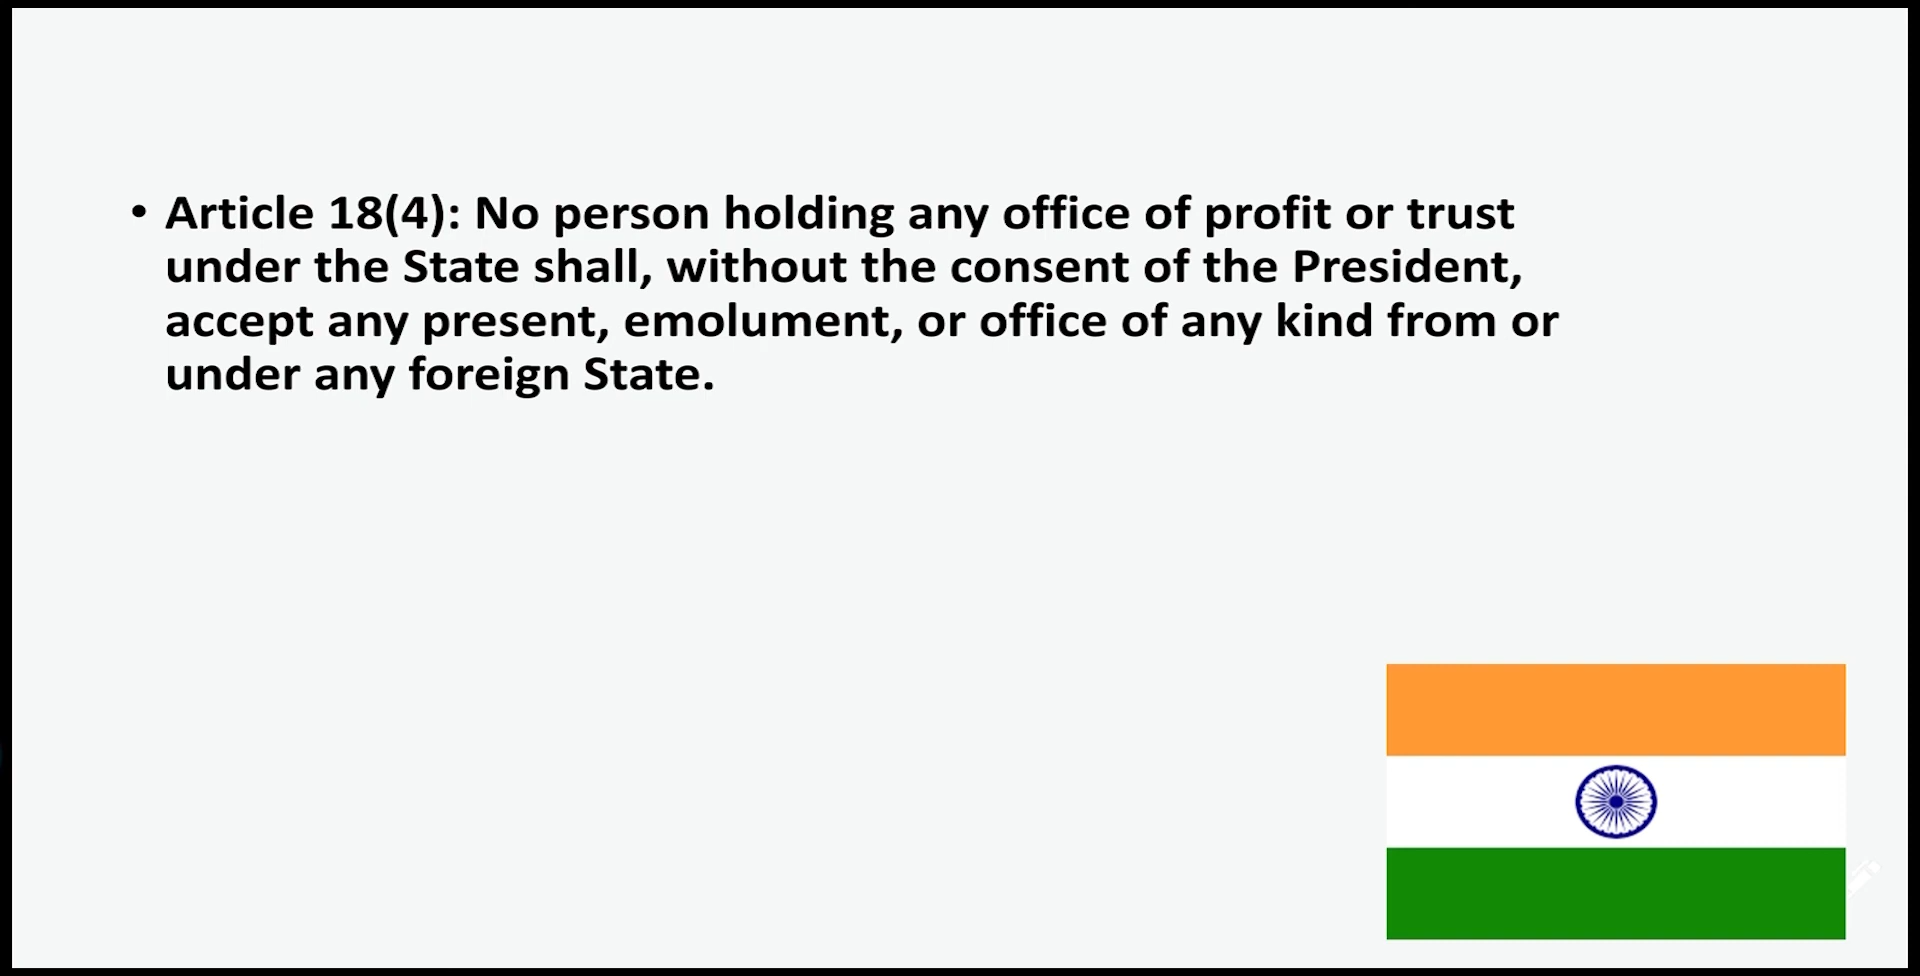 • Article 18(4): No person holding any office of profit or trust
under the State shall, without the consent of the President,
accept any present, emolument, or office of any kind from or
under any foreign State.